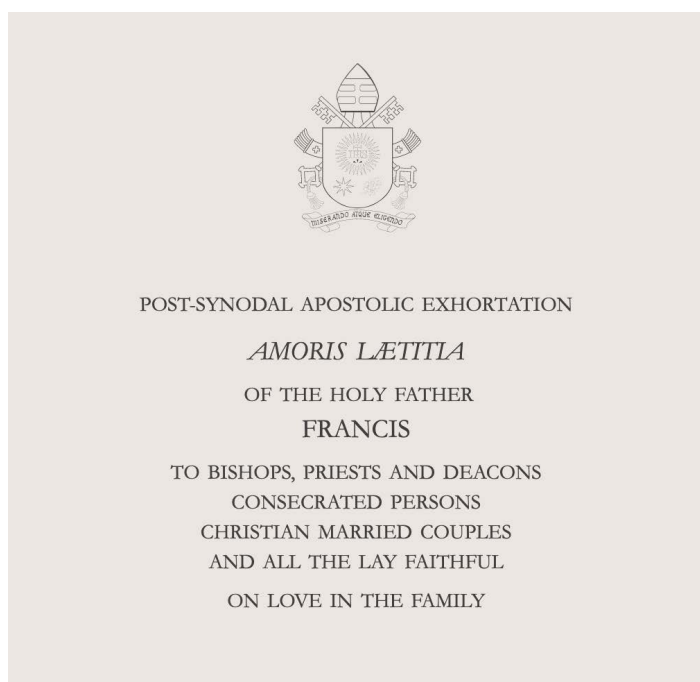 MISERANDO ATQUE ELIGENDO
POST-SYNODAL APOSTOLIC EXHORTATION
AMORIS LÆTITIA
OF THE HOLY FATHER
FRANCIS
TO BISHOPS, PRIESTS AND DEACONS
CONSECRATED PERSONS
CHRISTIAN MARRIED COUPLES
AND ALL THE LAY FAITHFUL
ON LOVE IN THE FAMILY